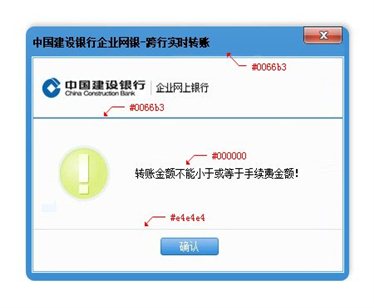 中国建设银行企业网银-跨行实时转账
#0066b3
中国建设银行 企业网上银行
China Construction Bank
#0066b3
#000000
转账金额不能小于或等于手续费金额!
#e4e4e4
确认